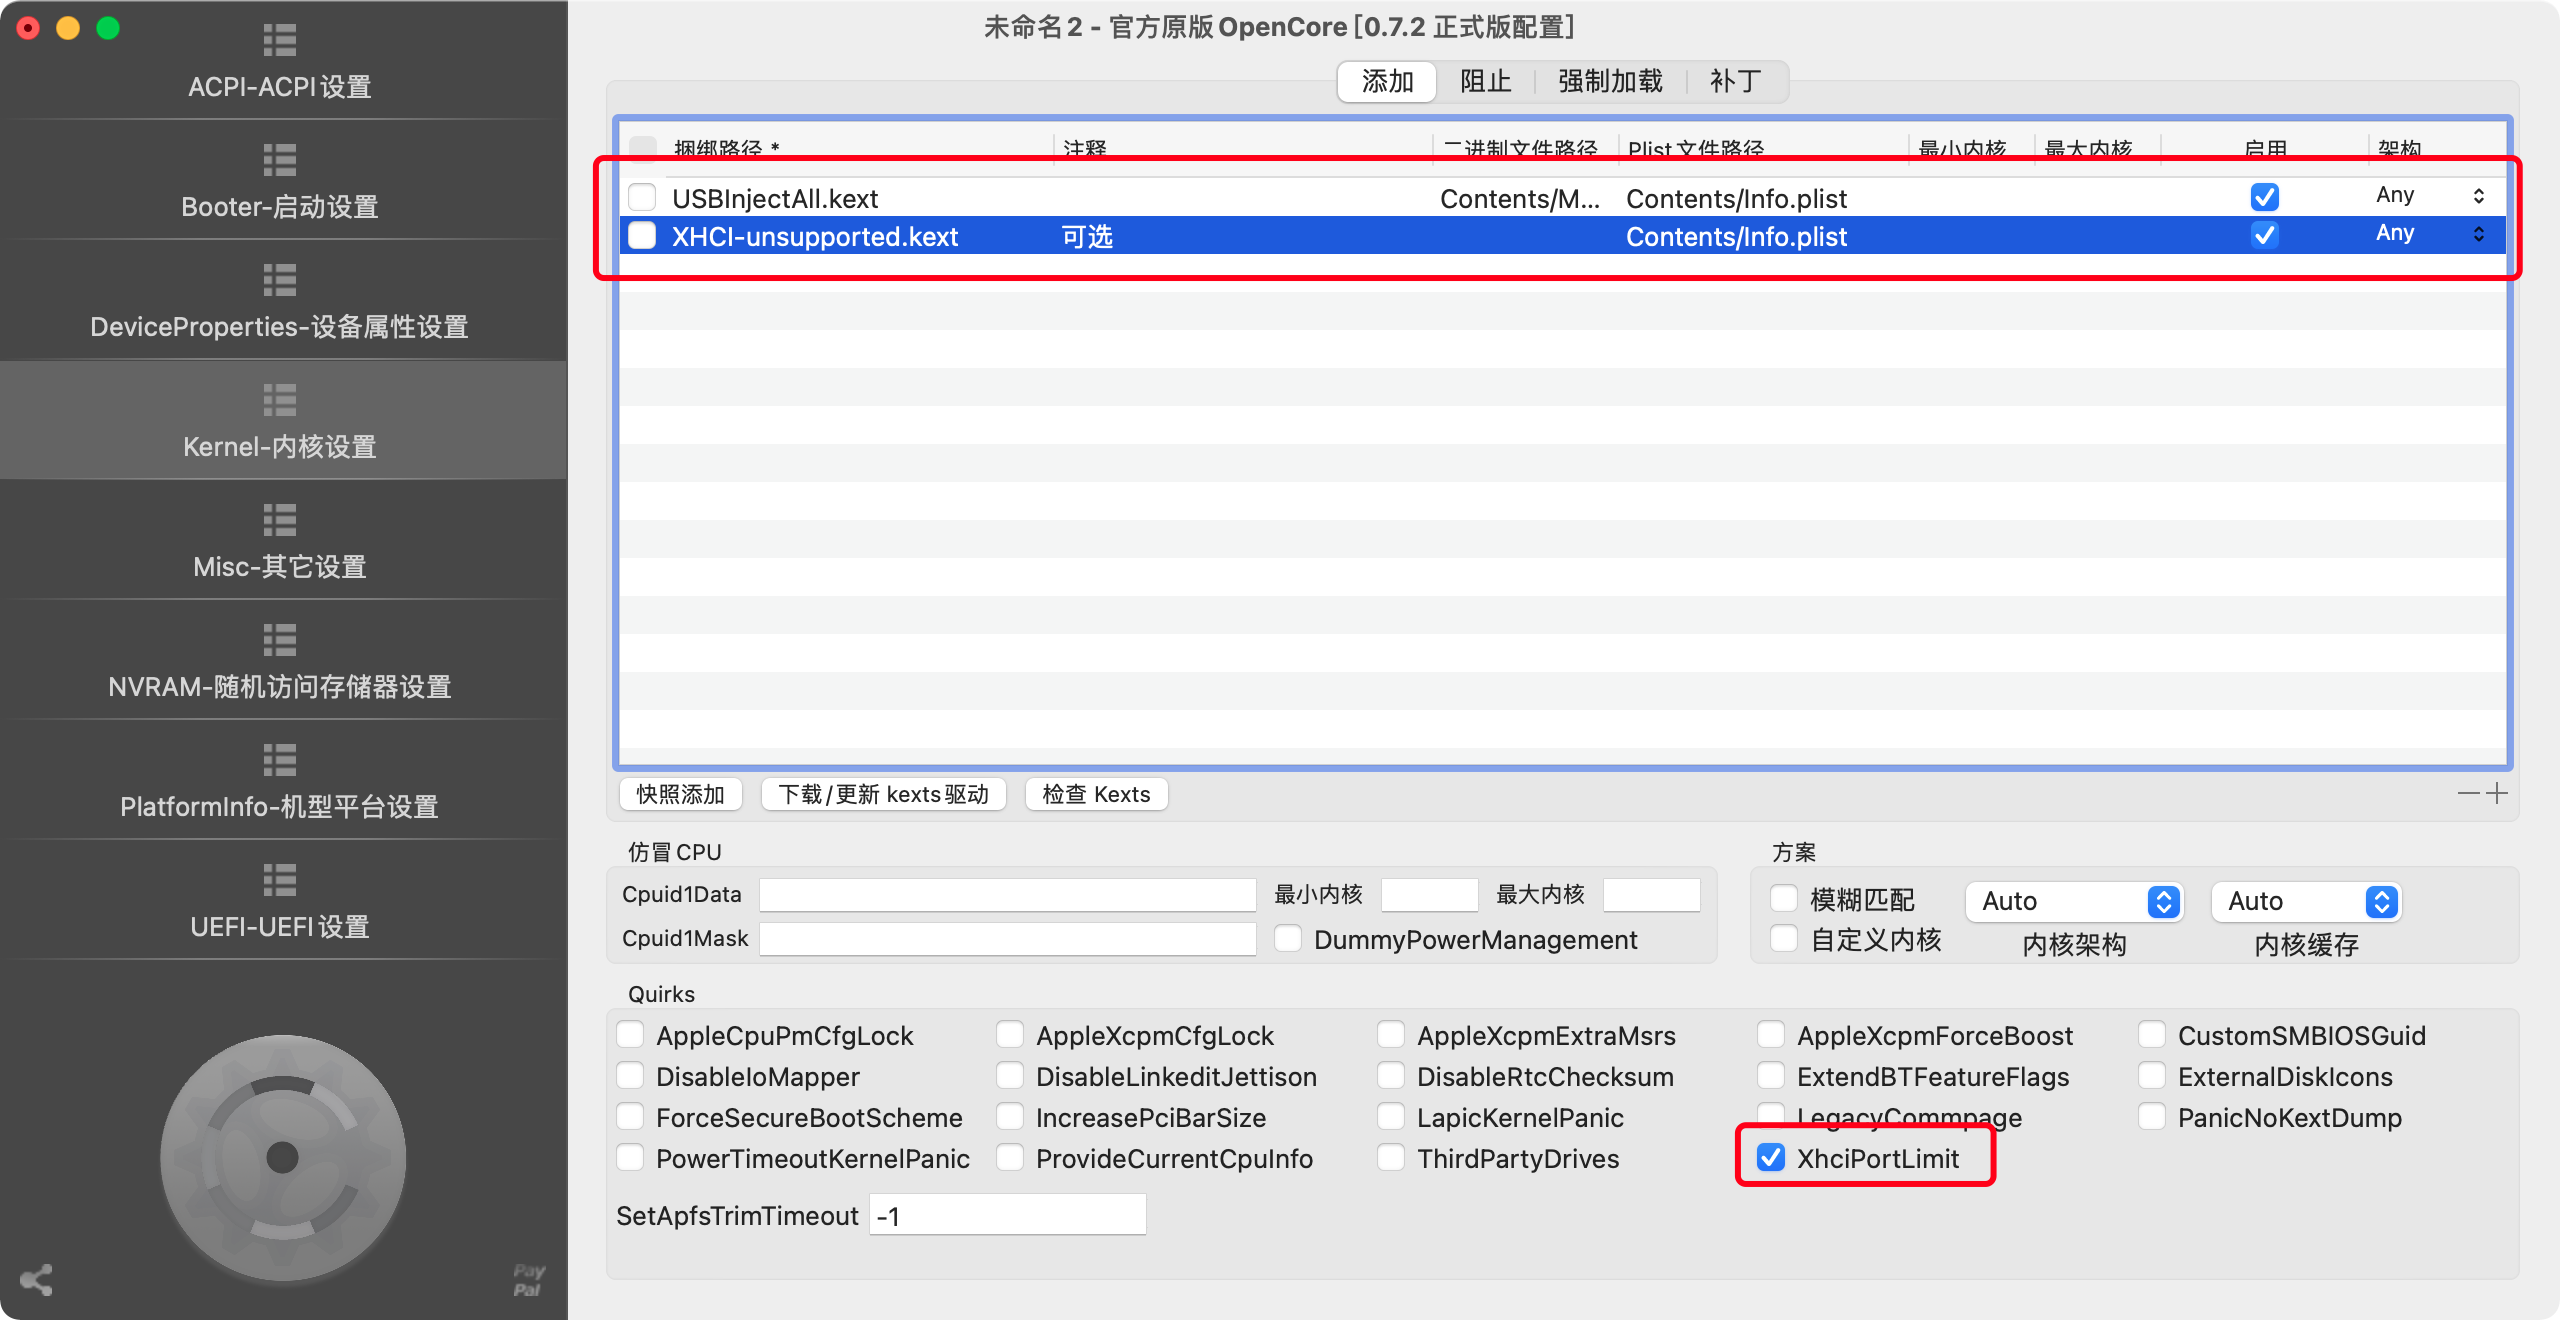 未命名 2 - 官方原版 OpenCore [0.7.2 正式版配置]
ACPI-ACPI设置
Booter-启动设置
DeviceProperties-设备属性设置
Kernel-内核设置
Misc-其它设置
NVRAM-随机访问存储器设置
PlatformInfo-机型平台设置
UEFI-UEFI设置
Pay
Pal
添加 阻止 强制加载 补丁
捆绑路径 * 注释 二进制文件路径 Plist 文件路径 最小内核 最大内核 启用 架构
USBInjectAll.kext Contents/M... Contents/Info.plist Any
XHCI-unsupported.kext 可选 Contents/Info.plist Any
快照添加 下载/更新 kexts驱动 检查 Kexts
仿冒CPU 方案
Cpuid1Data 最小内核 最大内核 模糊匹配 Auto Auto
Cpuid1Mask DummyPowerManagement 自定义内核 内核架构 内核缓存
Quirks
AppleCpuPmCfgLock AppleXcpmCfgLock AppleXcpmExtraMsrs AppleXcpmForceBoost CustomSMBIOSGuid
DisableIoMapper DisableLinkeditJettison DisableRtcChecksum ExtendBTFeatureFlags ExternalDiskIcons
ForceSecureBootScheme IncreasePciBarSize LapicKernelPanic LegacyCommpage PanicNoKextDump
PowerTimeoutKernelPanic ProvideCurrentCpuInfo ThirdPartyDrives XhciPortLimit
SetApfsTrimTimeout -1